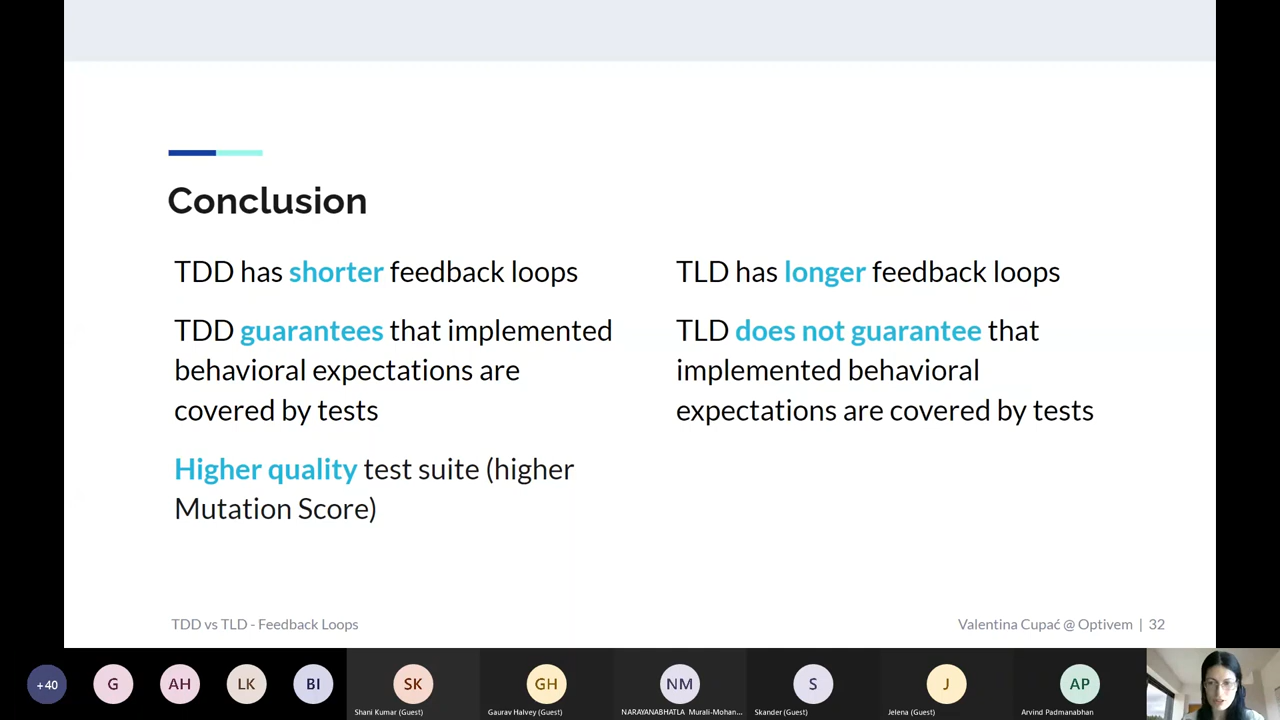 Conclusion
TDD has shorter feedback loops
TDD guarantees that implemented
behavioral expectations are
covered by tests
Higher quality test suite (higher
Mutation Score)
TLD has longer feedback loops
TLD does not guarantee that
implemented behavioral
expectations are covered by tests
TDD vs TLD - Feedback Loops
Valentina Cupać @ Optivem | 32
+40
G
AH
LK
BI
SK
Shani Kumar (Guest)
GH
Gaurav Halvey (Guest)
NM
NARAYANABHATLA Murali-Mohan...
S
Skander (Guest)
J
Jelena (Guest)
AP
Arvind Padmanabhan